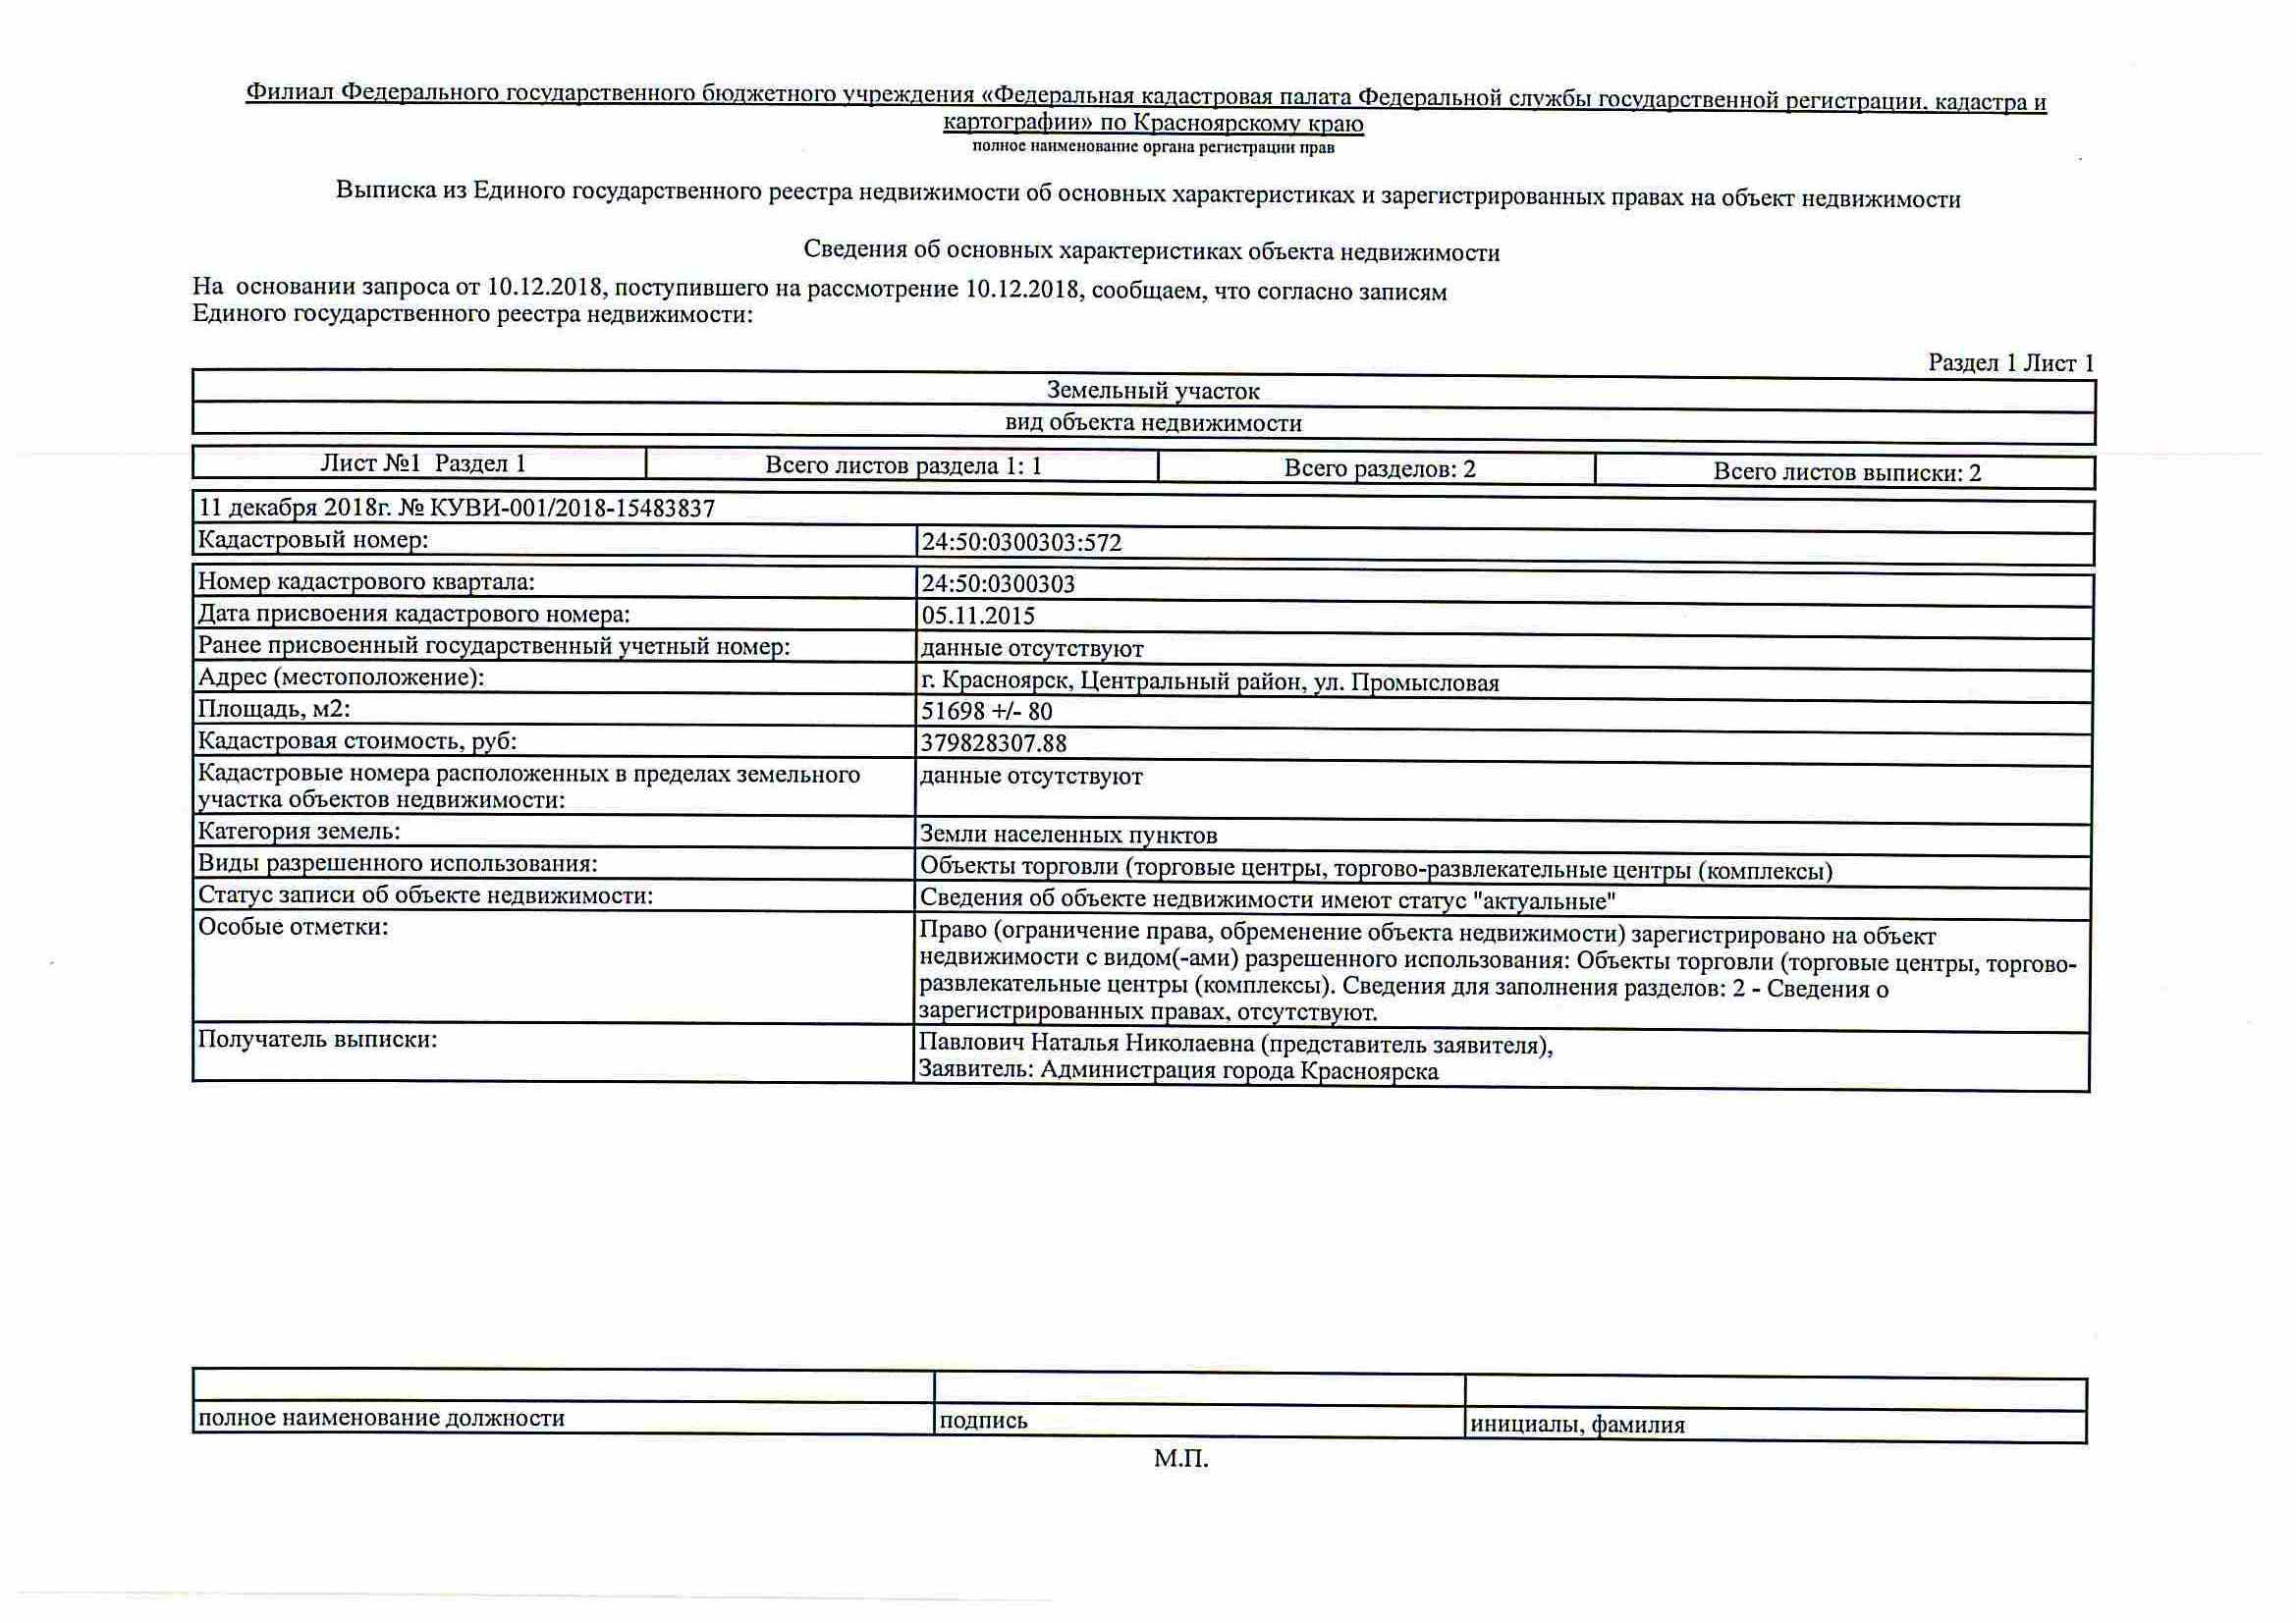 Филиал Федерального государственного бюджетного учреждения «Федеральная кадастровая палата Федеральной службы государственной регистрации, кадастра и
картографии» по Красноярскому краю
полное наименование органа регистрации прав
Выписка из Единого государственного реестра недвижимости об основных характеристиках и зарегистрированных правах на объект недвижимости
Сведения об основных характеристиках объекта недвижимости
На основании запроса от 10.12.2018, поступившего на рассмотрение 10.12.2018, сообщаем, что согласно записям
Единого государственного реестра недвижимости:
Раздел 1 Лист 1
Земельный участок
вид объекта недвижимости
Лист №1 Раздел 1 Всего листов раздела 1: 1 Всего разделов: 2 Всего листов выписки: 2
11 декабря 2018г. № КУВИ-001/2018-15483837
Кадастровый номер: 24:50:0300303:572
Номер кадастрового квартала: 24:50:0300303
Дата присвоения кадастрового номера: 05.11.2015
Ранее присвоенный государственный учетный номер: данные отсутствуют
Адрес (местоположение): г. Красноярск, Центральный район, ул. Промысловая
Площадь, м2: 51698 +/- 80
Кадастровая стоимость, руб: 379828307.88
Кадастровые номера расположенных в пределах земельного данные отсутствуют
участка объектов недвижимости:
Категория земель: Земли населенных пунктов
Виды разрешенного использования: Объекты торговли (торговые центры, торгово-развлекательные центры (комплексы)
Статус записи об объекте недвижимости: Сведения об объекте недвижимости имеют статус "актуальные"
Особые отметки: Право (ограничение права, обременение объекта недвижимости) зарегистрировано на объект
недвижимости с видом(-ами) разрешенного использования: Объекты торговли (торговые центры, торгово-
развлекательные центры (комплексы). Сведения для заполнения разделов: 2 - Сведения о
зарегистрированных правах, отсутствуют.
Получатель выписки: Павлович Наталья Николаевна (представитель заявителя),
Заявитель: Администрация города Красноярска
полное наименование должности подпись инициалы, фамилия
М.П.